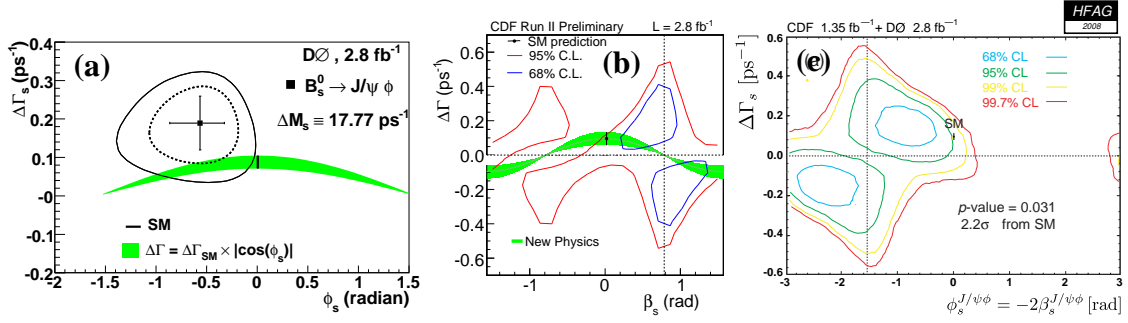 (a)
DØ , 2.8 fb⁻¹
B⁰ₛ → J/ψ ϕ
ΔMₛ ≡ 17.77 ps⁻¹
SM
ΔΓ = ΔΓ_SM × |cos(ϕₛ)|
ΔΓₛ (ps⁻¹)
0.4
0.3
0.2
0.1
-0
-0.1
-0.2
-2 -1.5 -1 -0.5 0 0.5 1 1.5
ϕₛ (radian)
CDF Run II Preliminary L = 2.8 fb⁻¹
SM prediction
95% C.L.
68% C.L.
(b)
New Physics
ΔΓ (ps⁻¹)
0.6
0.4
0.2
0.0
-0.2
-0.4
-0.6
-1 0 1
βₛ (rad)
HFAG
2008
CDF 1.35 fb⁻¹ + DØ 2.8 fb⁻¹
68% CL
95% CL
99% CL
99.7% CL
SM
p-value = 0.031
2.2σ from SM
ΔΓₛ [ps⁻¹]
0.6
0.4
0.2
0.0
-0.2
-0.4
-0.6
-3 -2 -1 0 1 2 3
ϕₛ^{J/ψϕ} = −2βₛ^{J/ψϕ} [rad]